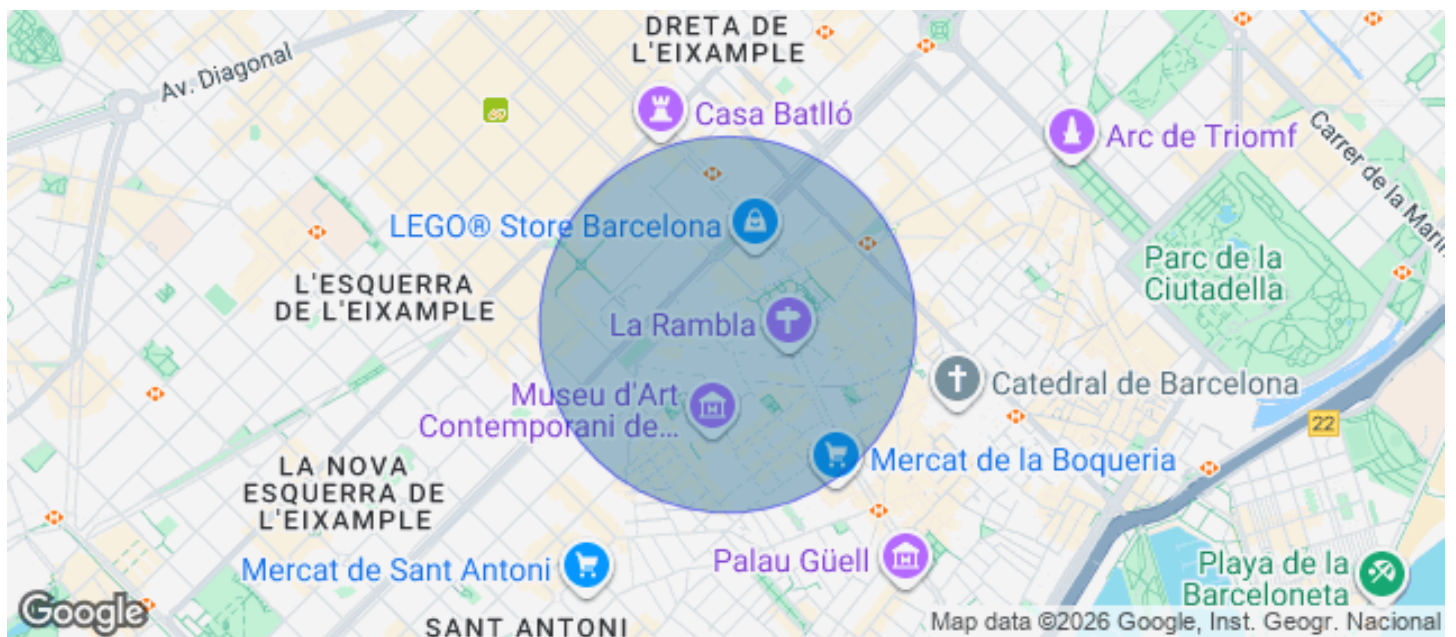 DRETA DE
L'EIXAMPLE
Av. Diagonal
Casa Batlló
Arc de Triomf
Carrer de la Marin
LEGO® Store Barcelona
L'ESQUERRA
DE L'EIXAMPLE
Parc de la
Ciutadella
La Rambla
Museu d'Art
Contemporani de...
Catedral de Barcelona
22
Mercat de la Boqueria
LA NOVA
ESQUERRA DE
L'EIXAMPLE
Mercat de Sant Antoni
Palau Güell
Playa de la
Barceloneta
Google
SANT ANTONI
Map data ©2026 Google, Inst. Geogr. Nacional